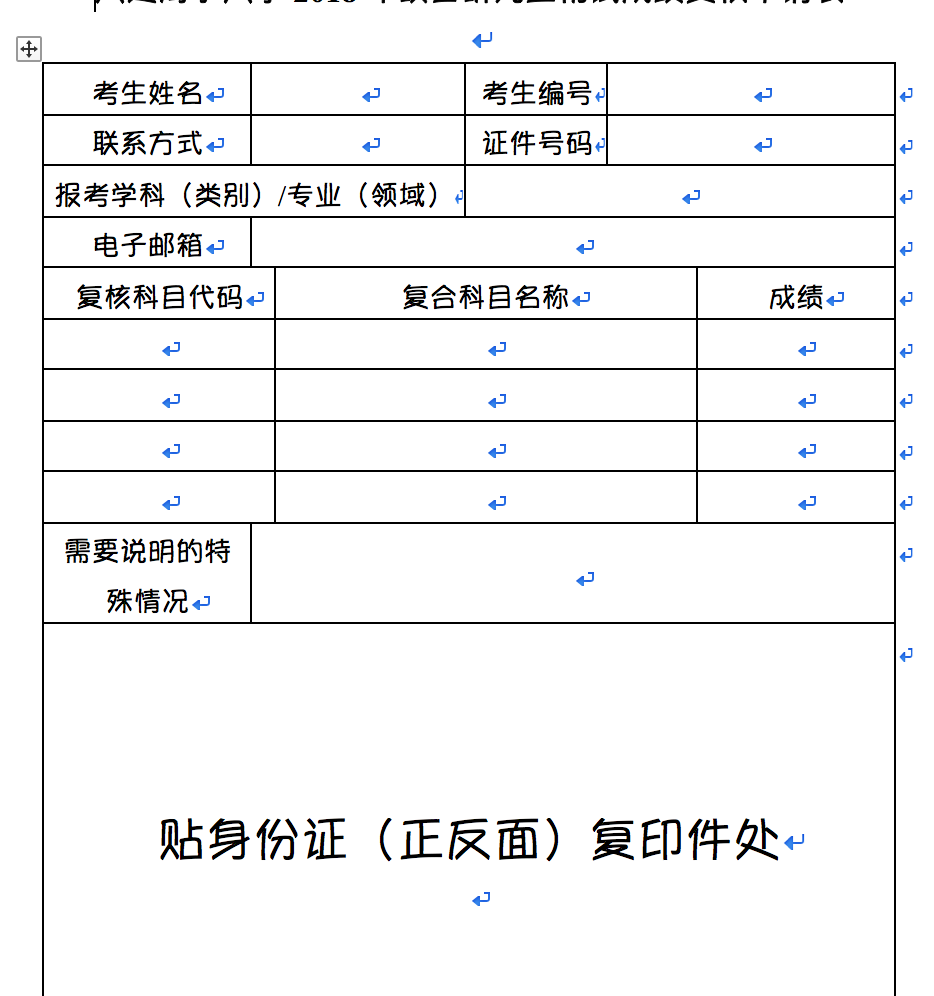 考生姓名 考生编号
联系方式 证件号码
报考学科（类别）/专业（领域）
电子邮箱
复核科目代码 复合科目名称 成绩
需要说明的特
殊情况
贴身份证（正反面）复印件处